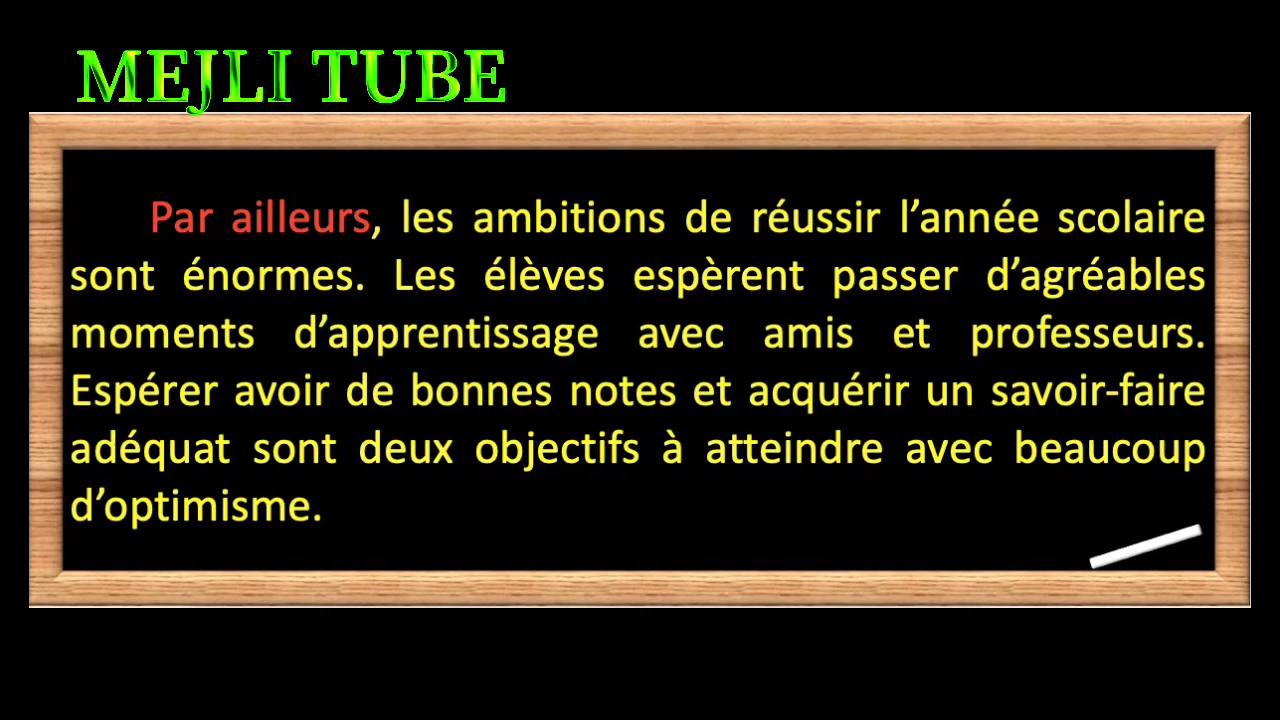 MEJLI TUBE
Par ailleurs, les ambitions de réussir l’année scolaire
sont énormes. Les élèves espèrent passer d’agréables
moments d’apprentissage avec amis et professeurs.
Espérer avoir de bonnes notes et acquérir un savoir-faire
adéquat sont deux objectifs à atteindre avec beaucoup
d’optimisme.